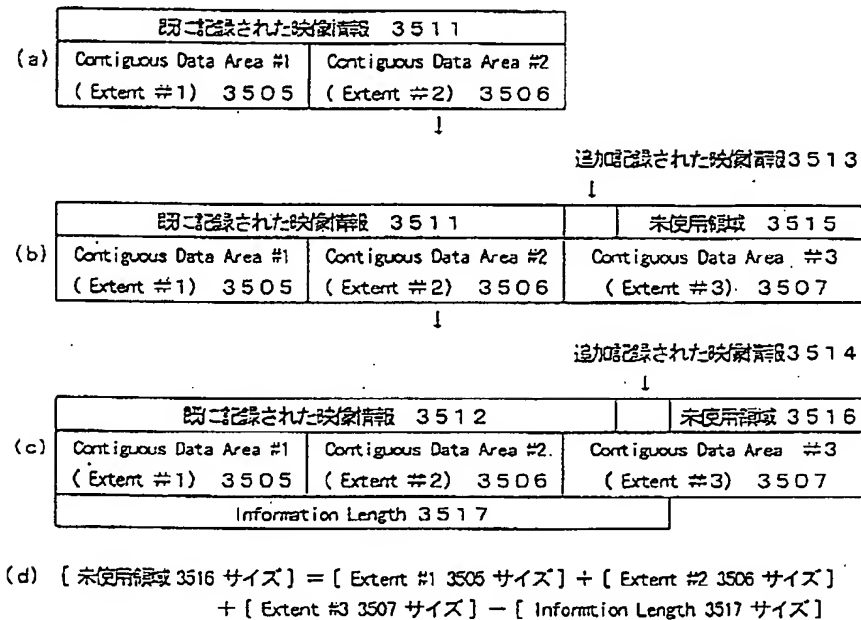 既に記録された映像情報 3511
(a) Contiguous Data Area #1 Contiguous Data Area #2
(Extent #1) 3505 (Extent #2) 3506
↓
追加記録された映像情報3513
↓
既に記録された映像情報 3511 未使用領域 3515
(b) Contiguous Data Area #1 Contiguous Data Area #2 Contiguous Data Area #3
(Extent #1) 3505 (Extent #2) 3506 (Extent #3) 3507
↓
追加記録された映像情報3514
↓
既に記録された映像情報 3512 未使用領域 3516
(c) Contiguous Data Area #1 Contiguous Data Area #2 Contiguous Data Area #3
(Extent #1) 3505 (Extent #2) 3506 (Extent #3) 3507
Information Length 3517
(d) [ 未使用領域 3516 サイズ ] = [ Extent #1 3505 サイズ ] + [ Extent #2 3506 サイズ ]
+ [ Extent #3 3507 サイズ ] − [ Informtion Length 3517 サイズ ]